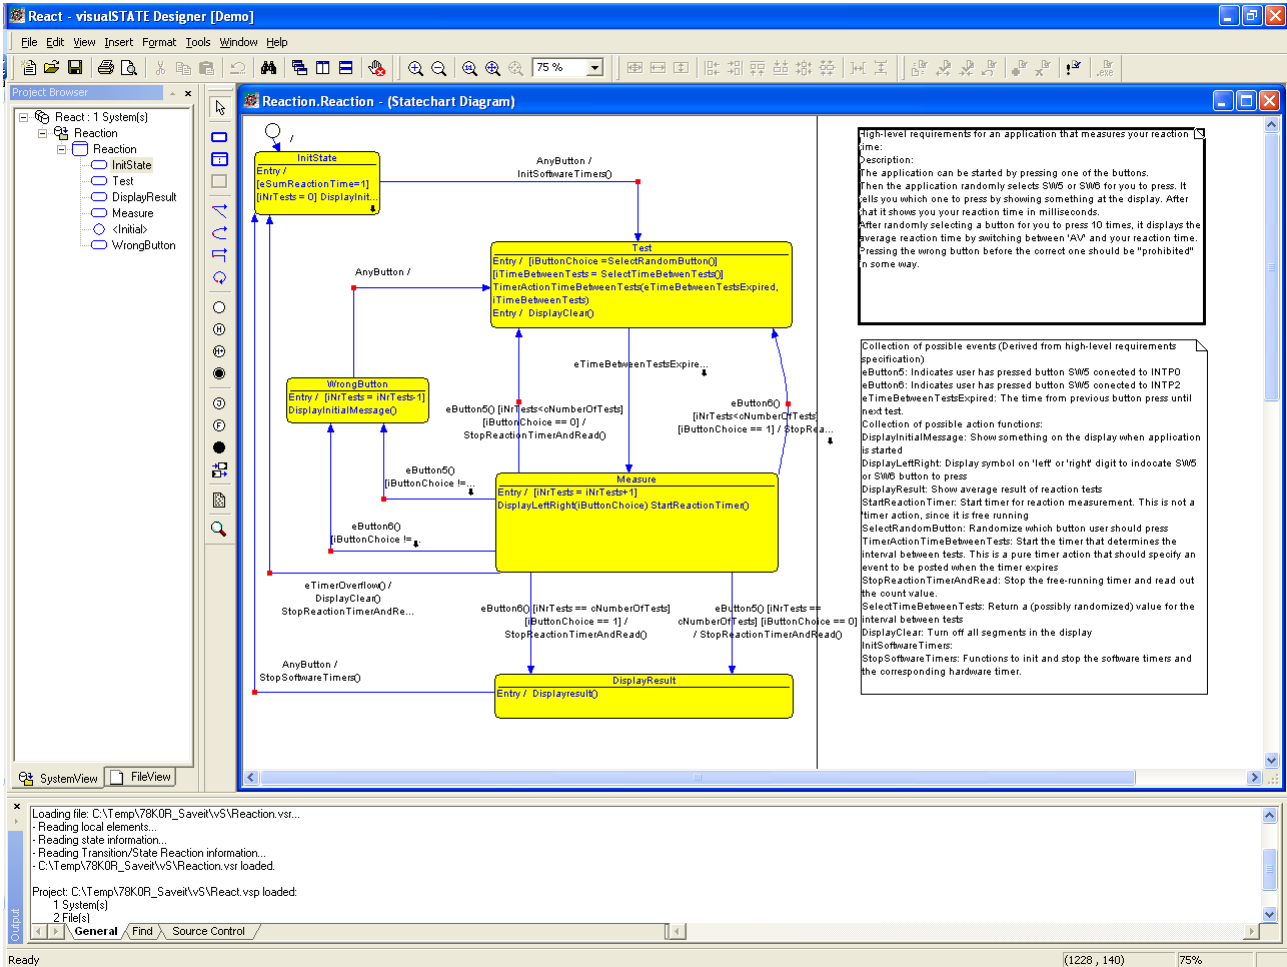 React - visualSTATE Designer [Demo]
File Edit View Insert Format Tools Window Help
75 %
Project Browser
React : 1 System(s)
Reaction
Reaction
InitState
Test
DisplayResult
Measure
<Initial>
WrongButton
SystemView
FileView
Reaction.Reaction - (Statechart Diagram)
/
InitState
Entry /
[eSumReactionTime=1]
[iNrTests = 0] DisplayInit...
AnyButton /
InitSoftwareTimers()
Test
Entry / [iButtonChoice =SelectRandomButton()]
[iTimeBetweenTests = SelectTimeBetwenTests()]
TimerActionTimeBetweenTests(eTimeBetweenTestsExpired,
iTimeBetweenTests)
Entry / DisplayClear()
AnyButton /
eTimeBetweenTestsExpire...
WrongButton
Entry / [iNrTests = iNrTests-1]
DisplayInitialMessage()
eButton5() [iNrTests<cNumberOfTests]
[iButtonChoice == 0] /
StopReactionTimerAndRead()
eButton6()
[iNrTests<cNumberOfTests]
[iButtonChoice == 1] / StopRea...
eButton5()
[iButtonChoice !=...
Measure
Entry / [iNrTests = iNrTests+1]
DisplayLeftRight(iButtonChoice) StartReactionTimer()
eButton6()
[iButtonChoice !=...
eTimerOverflow() /
DisplayClear()
StopReactionTimerAndRe...
eButton6() [iNrTests == cNumberOfTests]
[iButtonChoice == 1] /
StopReactionTimerAndRead()
eButton5() [iNrTests ==
cNumberOfTests] [iButtonChoice == 0]
/ StopReactionTimerAndRead()
AnyButton /
StopSoftwareTimers()
DisplayResult
Entry / Displayresult()
High-level requirements for an application that measures your reaction
time:
Description:
The application can be started by pressing one of the buttons.
Then the application randomly selects SW5 or SW6 for you to press. It
tells you which one to press by showing something at the display. After
that it shows you your reaction time in milliseconds.
After randomly selecting a button for you to press 10 times, it displays the
average reaction time by switching between 'AV' and your reaction time.
Pressing the wrong button before the correct one should be "prohibited"
in some way.
Collection of possible events (Derived from high-level requirements
specification)
eButton5: Indicates user has pressed button SW5 conected to INTP0
eButton6: Indicates user has pressed button SW6 conected to INTP2
eTimeBetweenTestsExpired: The time from previous button press until
next test.
Collection of possible action functions:
DisplayInitialMessage: Show something on the display when application
is started
DisplayLeftRight: Display symbol on 'left' or 'right' digit to indocate SW5
or SW6 button to press
DisplayResult: Show average result of reaction tests
StartReactionTimer: Start timer for reaction measurement. This is not a
'timer action, since it is free running
SelectRandomButton: Randomize which button user should press
TimerActionTimeBetweenTests: Start the timer that determines the
interval between tests. This is a pure timer action that should specify an
event to be posted when the timer expires
StopReactionTimerAndRead: Stop the free-running timer and read out
the count value.
SelectTimeBetweenTests: Return a (possibly randomized) value for the
interval between tests
DisplayClear: Turn off all segments in the display
InitSoftwareTimers:
StopSoftwareTimers: Functions to init and stop the software timers and
the corresponding hardware timer.
Output
Loading file: C:\Temp\78K0R_Saveit\vS\Reaction.vsr...
- Reading local elements...
- Reading state information...
- Reading Transition/State Reaction information...
- C:\Temp\78K0R_Saveit\vS\Reaction.vsr loaded.
Project: C:\Temp\78K0R_Saveit\vS\React.vsp loaded:
1 System(s)
2 File(s)
General Find Source Control
Ready
(1228 , 140)
75%